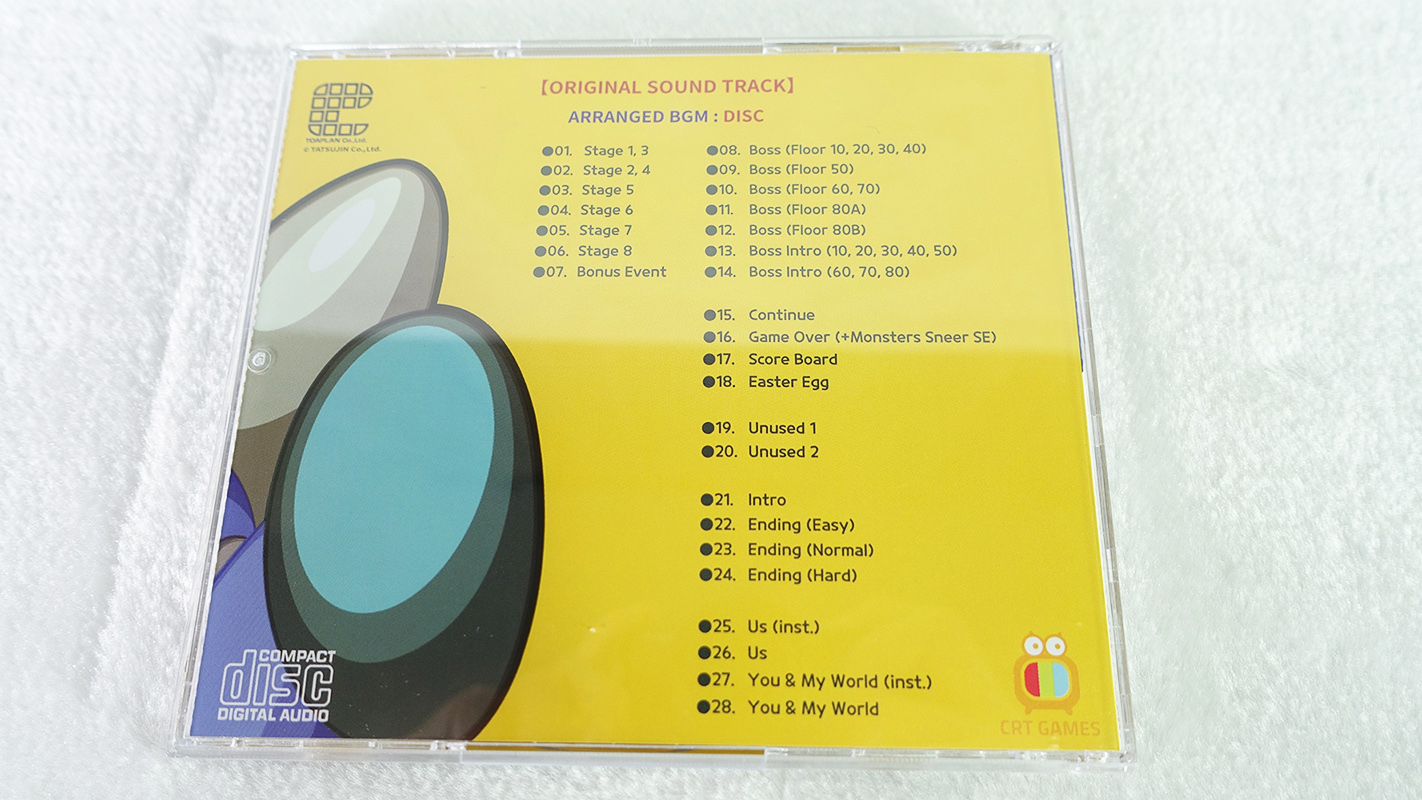 TOAPLAN Co.,Ltd.
© TATSUJIN Co.,Ltd.
【ORIGINAL SOUND TRACK】
ARRANGED BGM : DISC
●01. Stage 1, 3
●02. Stage 2, 4
●03. Stage 5
●04. Stage 6
●05. Stage 7
●06. Stage 8
●07. Bonus Event
●08. Boss (Floor 10, 20, 30, 40)
●09. Boss (Floor 50)
●10. Boss (Floor 60, 70)
●11. Boss (Floor 80A)
●12. Boss (Floor 80B)
●13. Boss Intro (10, 20, 30, 40, 50)
●14. Boss Intro (60, 70, 80)
●15. Continue
●16. Game Over (+Monsters Sneer SE)
●17. Score Board
●18. Easter Egg
●19. Unused 1
●20. Unused 2
●21. Intro
●22. Ending (Easy)
●23. Ending (Normal)
●24. Ending (Hard)
●25. Us (inst.)
●26. Us
●27. You & My World (inst.)
●28. You & My World
COMPACT
disc
DIGITAL AUDIO
CRT GAMES